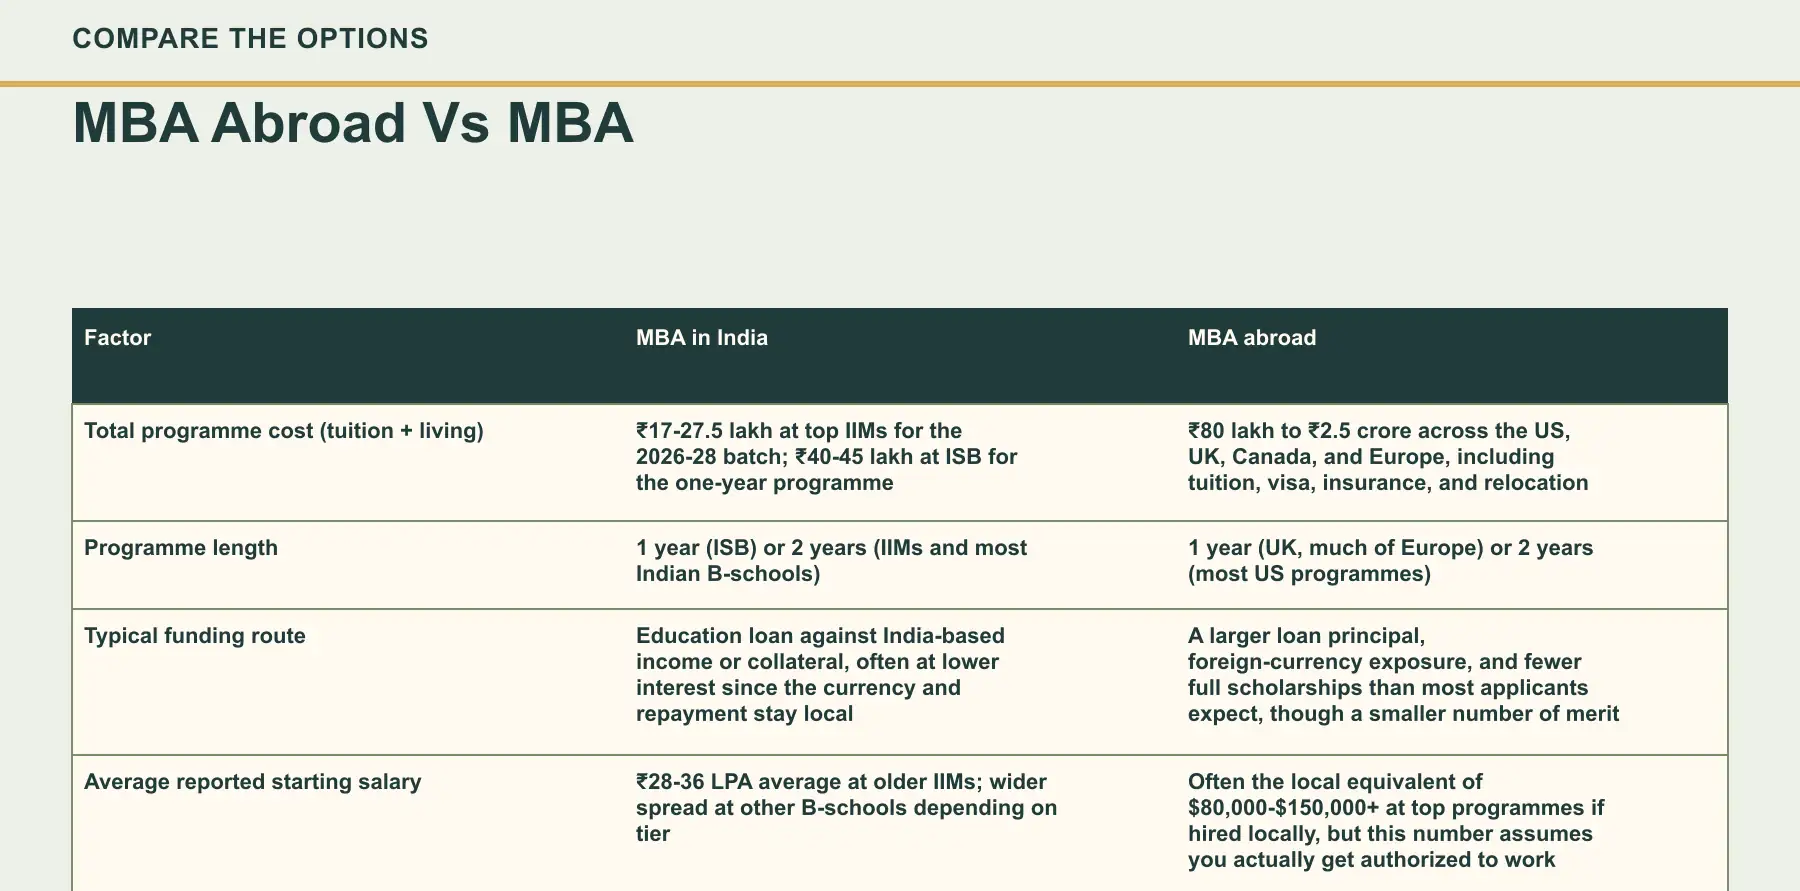 COMPARE THE OPTIONS
MBA Abroad Vs MBA
Factor
MBA in India
MBA abroad
Total programme cost (tuition + living)
₹17-27.5 lakh at top IIMs for the
2026-28 batch; ₹40-45 lakh at ISB for
the one-year programme
₹80 lakh to ₹2.5 crore across the US,
UK, Canada, and Europe, including
tuition, visa, insurance, and relocation
Programme length
1 year (ISB) or 2 years (IIMs and most
Indian B-schools)
1 year (UK, much of Europe) or 2 years
(most US programmes)
Typical funding route
Education loan against India-based
income or collateral, often at lower
interest since the currency and
repayment stay local
A larger loan principal,
foreign-currency exposure, and fewer
full scholarships than most applicants
expect, though a smaller number of merit
Average reported starting salary
₹28-36 LPA average at older IIMs; wider
spread at other B-schools depending on
tier
Often the local equivalent of
$80,000-$150,000+ at top programmes if
hired locally, but this number assumes
you actually get authorized to work